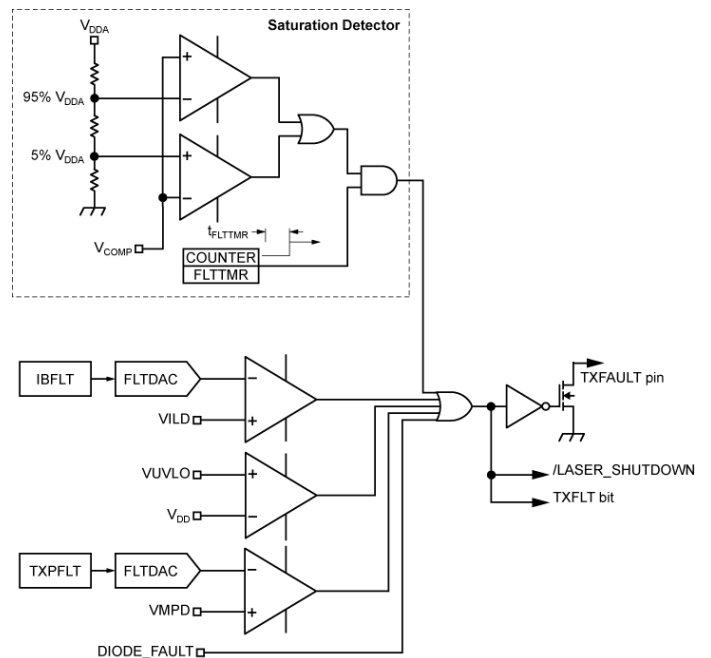 Saturation Detector
VDDA
95% VDDA
5% VDDA
+
−
+
−
tFLTTMR
VCOMP
COUNTER
FLTTMR
IBFLT
FLTDAC
−
VILD
+
TXFAULT pin
VUVLO
+
/LASER_SHUTDOWN
VDD
−
TXFLT bit
TXPFLT
FLTDAC
−
VMPD
+
DIODE_FAULT